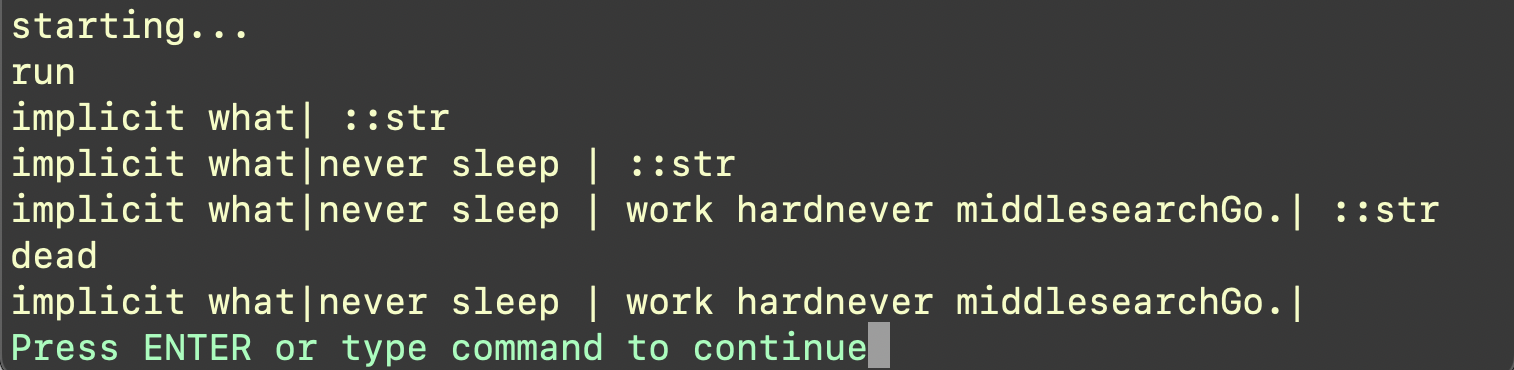 starting...
run
implicit what| ::str
implicit what|never sleep | ::str
implicit what|never sleep | work hardnever middlesearchGo.| ::str
dead
implicit what|never sleep | work hardnever middlesearchGo.|
Press ENTER or type command to continue